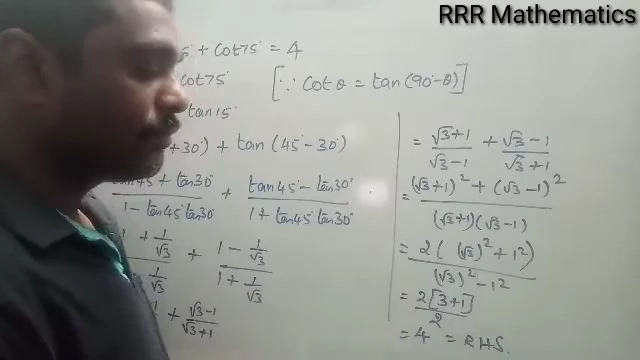 RRR Mathematics
+ cot75° = 4
cot75° [∵ cot θ = tan(90°-θ)]
tan15°
+30°) + tan (45°-30°)
tan45°+tan30° / 1-tan45°tan30° + tan45°-tan30° / 1+tan45°tan30°
1+1/√3 / 1/√3 + 1-1/√3 / 1+1/√3
+ √3-1 / √3+1
= √3+1 / √3-1 + √3-1 / √3+1
= (√3+1)² + (√3-1)² / (√3+1)(√3-1)
= 2((√3)²+1²) / (√3)²-1²
= 2[3+1] / 2
= 4 = RHS.